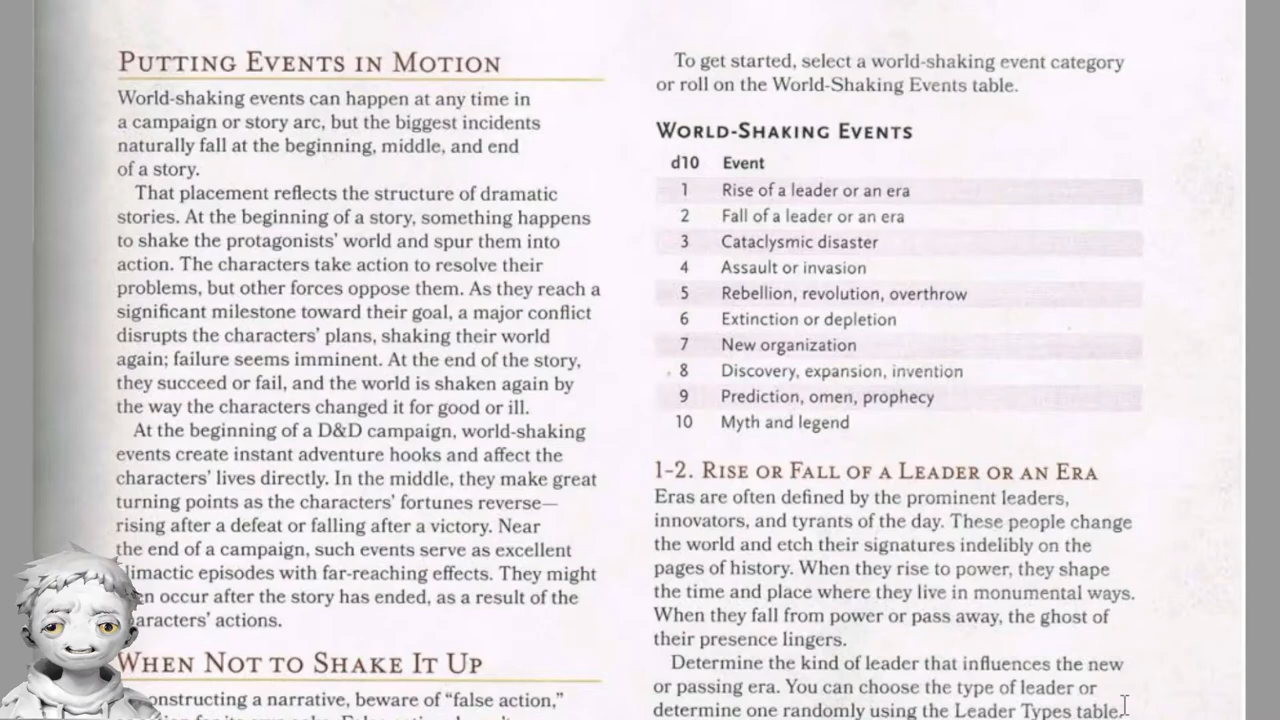 PUTTING EVENTS IN MOTION
World-shaking events can happen at any time in
a campaign or story arc, but the biggest incidents
naturally fall at the beginning, middle, and end
of a story.
That placement reflects the structure of dramatic
stories. At the beginning of a story, something happens
to shake the protagonists' world and spur them into
action. The characters take action to resolve their
problems, but other forces oppose them. As they reach a
significant milestone toward their goal, a major conflict
disrupts the characters' plans, shaking their world
again; failure seems imminent. At the end of the story,
they succeed or fail, and the world is shaken again by
the way the characters changed it for good or ill.
At the beginning of a D&D campaign, world-shaking
events create instant adventure hooks and affect the
characters' lives directly. In the middle, they make great
turning points as the characters' fortunes reverse—
rising after a defeat or falling after a victory. Near
the end of a campaign, such events serve as excellent
climactic episodes with far-reaching effects. They might
occur after the story has ended, as a result of the
characters' actions.
WHEN NOT TO SHAKE IT UP
constructing a narrative, beware of "false action,"
To get started, select a world-shaking event category
or roll on the World-Shaking Events table.
WORLD-SHAKING EVENTS
d10 Event
1 Rise of a leader or an era
2 Fall of a leader or an era
3 Cataclysmic disaster
4 Assault or invasion
5 Rebellion, revolution, overthrow
6 Extinction or depletion
7 New organization
8 Discovery, expansion, invention
9 Prediction, omen, prophecy
10 Myth and legend
1-2. RISE OR FALL OF A LEADER OR AN ERA
Eras are often defined by the prominent leaders,
innovators, and tyrants of the day. These people change
the world and etch their signatures indelibly on the
pages of history. When they rise to power, they shape
the time and place where they live in monumental ways.
When they fall from power or pass away, the ghost of
their presence lingers.
Determine the kind of leader that influences the new
or passing era. You can choose the type of leader or
determine one randomly using the Leader Types table.